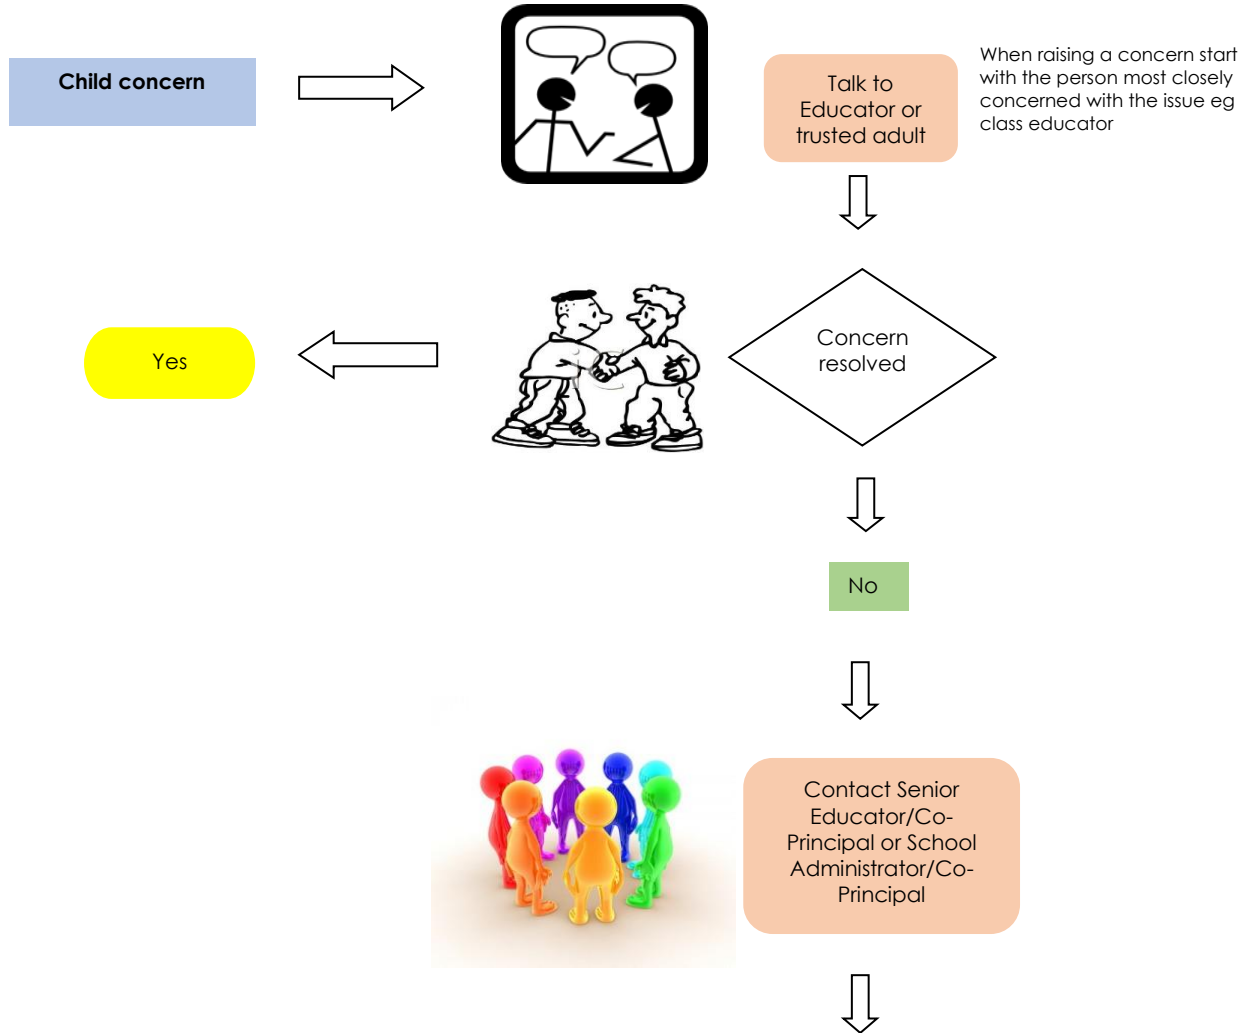 Child concern
Talk to
Educator or
trusted adult
When raising a concern start
with the person most closely
concerned with the issue eg
class educator
Concern
resolved
Yes
No
Contact Senior
Educator/Co-
Principal or School
Administrator/Co-
Principal